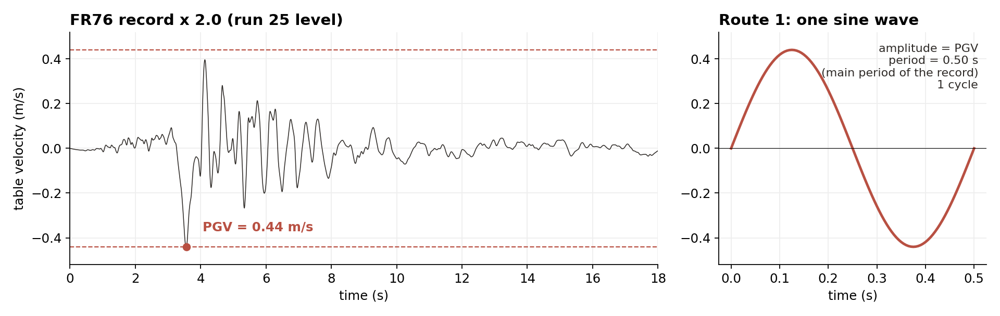 FR76 record x 2.0 (run 25 level)
table velocity (m/s)
0.4
0.2
0.0
−0.2
−0.4
PGV = 0.44 m/s
0 2 4 6 8 10 12 14 16 18
time (s)
Route 1: one sine wave
amplitude = PGV
period = 0.50 s
(main period of the record)
1 cycle
0.4
0.2
0.0
−0.2
−0.4
0.0 0.1 0.2 0.3 0.4 0.5
time (s)